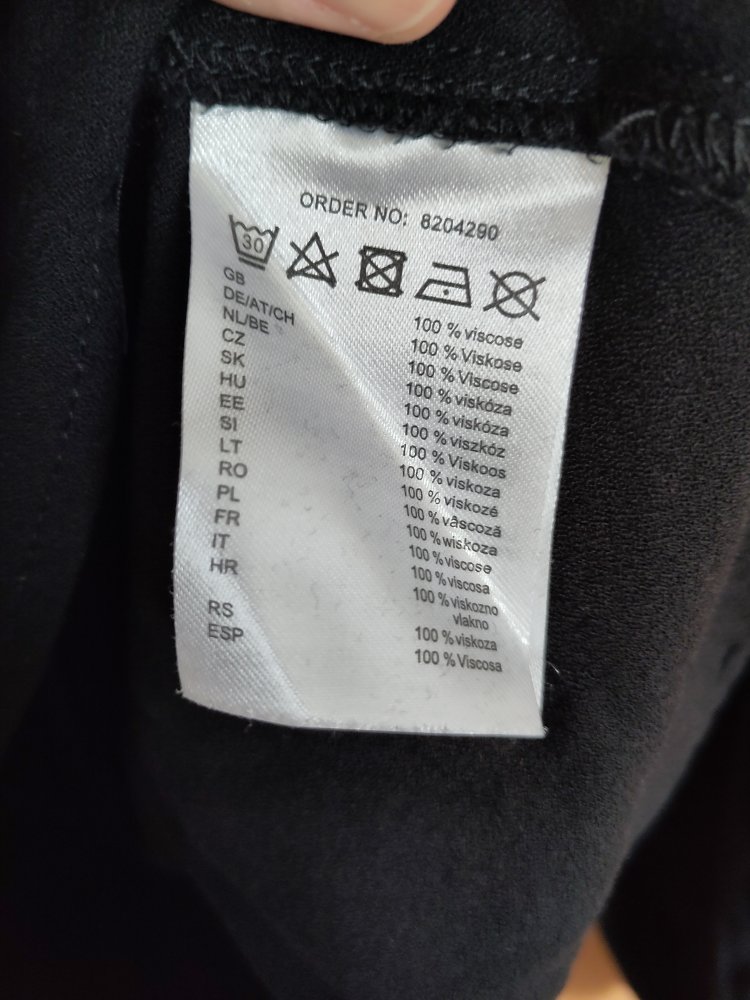 ORDER NO: 8204290
30
GB 100 % viscose
DE/AT/CH 100 % Viskose
NL/BE 100 % Viscose
CZ 100 % viskóza
SK 100 % viskóza
HU 100 % viszkóz
EE 100 % Viskoos
SI 100 % viskoza
LT 100 % viskozé
RO 100 % vâscoză
PL 100 % wiskoza
FR 100 % viscose
IT 100 % viscosa
HR 100 % viskozno
vlakno
RS 100 % viskoza
ESP 100 % Viscosa